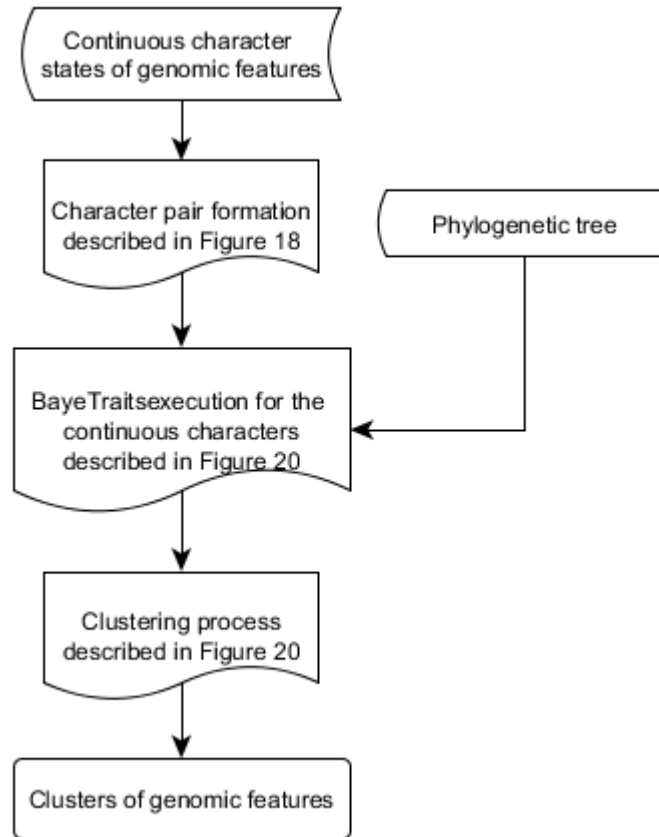 Continuous character
states of genomic features
Character pair formation
described in Figure 18
Phylogenetic tree
BayeTraitsexecution for the
continuous characters
described in Figure 20
Clustering process
described in Figure 20
Clusters of genomic features